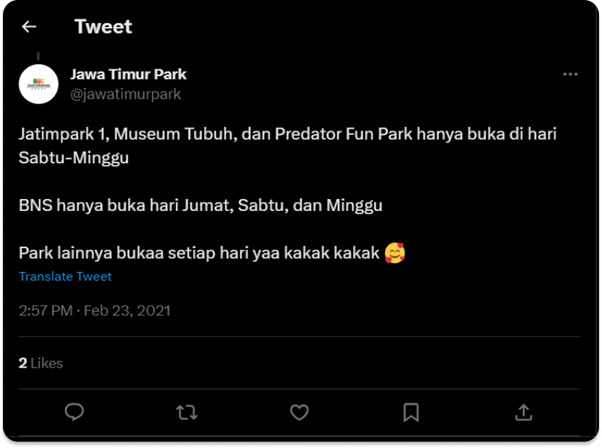 Tweet
Jawa Timur Park
@jawatimurpark
Jatimpark 1, Museum Tubuh, dan Predator Fun Park hanya buka di hari
Sabtu-Minggu
BNS hanya buka hari Jumat, Sabtu, dan Minggu
Park lainnya bukaa setiap hari yaa kakak kakak 🥰
Translate Tweet
2:57 PM · Feb 23, 2021
2 Likes